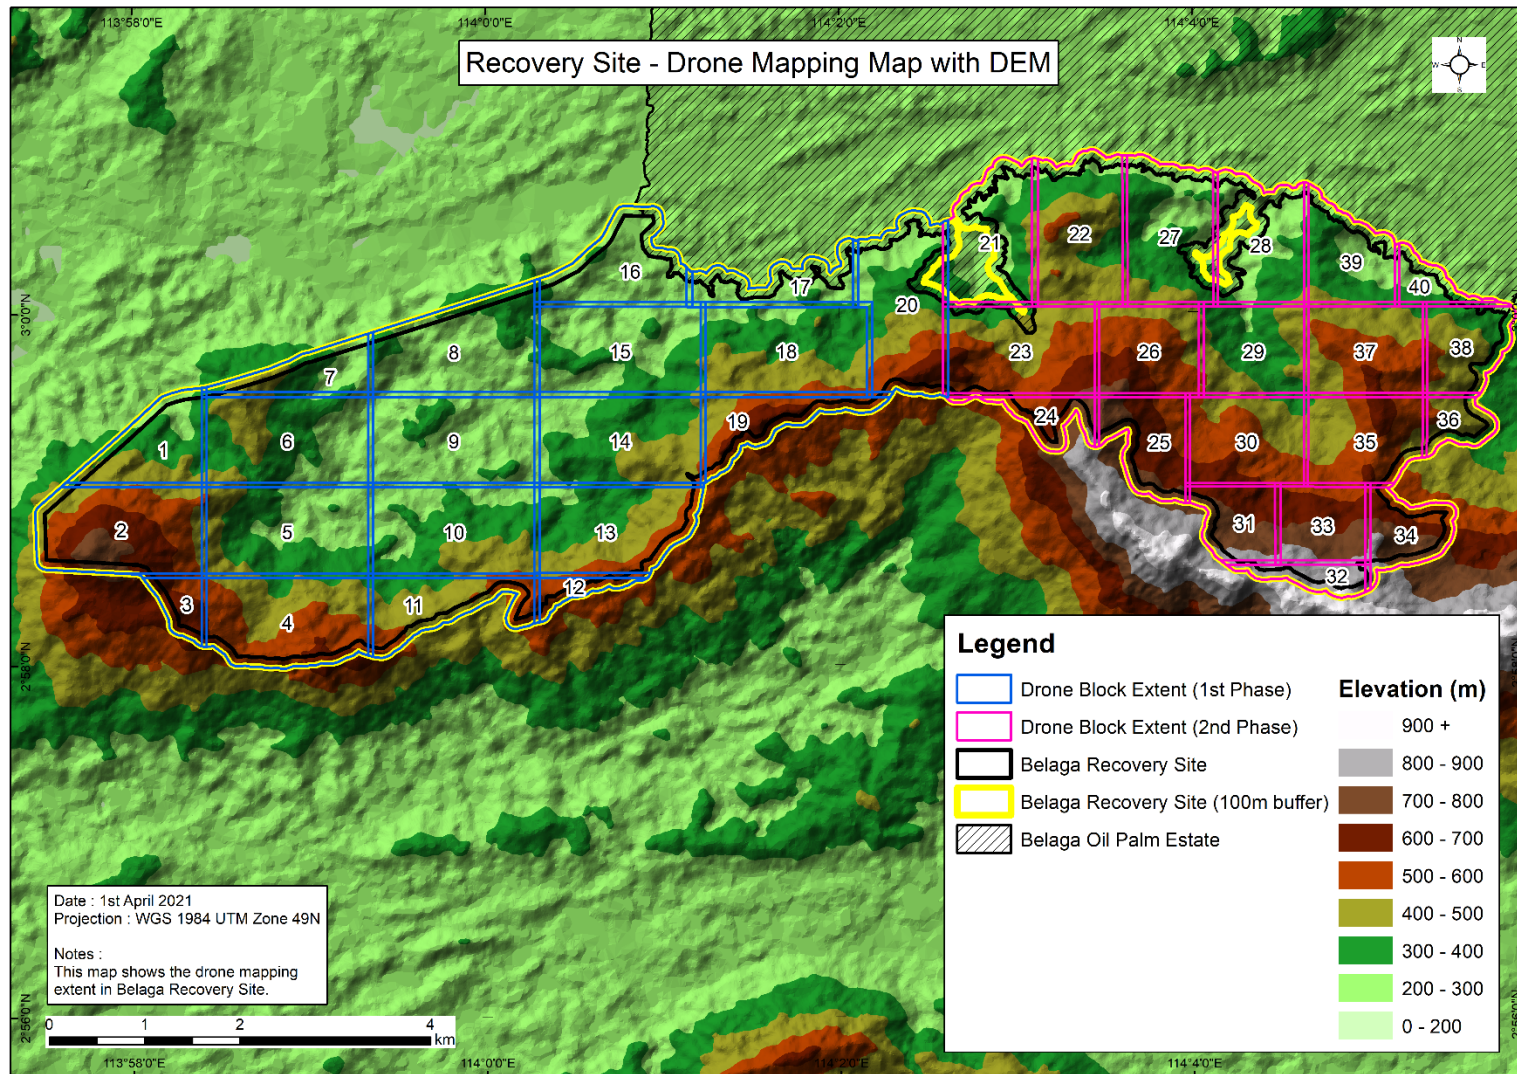 113°58'0"E 114°0'0"E 114°2'0"E 114°4'0"E
Recovery Site - Drone Mapping Map with DEM
N
W E
S
3°0'0"N
2°58'0"N
2°56'0"N
1
2
3
4
5
6
7
8
9
10
11
12
13
14
15
16
17
18
19
20
21
22
23
24
25
26
27
28
29
30
31
32
33
34
35
36
37
38
39
40
Legend
Drone Block Extent (1st Phase)
Drone Block Extent (2nd Phase)
Belaga Recovery Site
Belaga Recovery Site (100m buffer)
Belaga Oil Palm Estate
Elevation (m)
900 +
800 - 900
700 - 800
600 - 700
500 - 600
400 - 500
300 - 400
200 - 300
0 - 200
Date : 1st April 2021
Projection : WGS 1984 UTM Zone 49N
Notes :
This map shows the drone mapping
extent in Belaga Recovery Site.
0 1 2 4
km
113°58'0"E 114°0'0"E 114°2'0"E 114°4'0"E